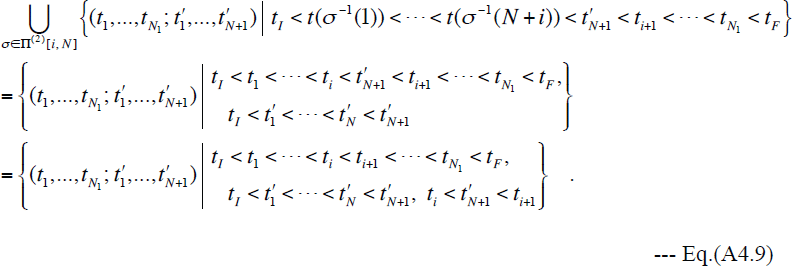 ⋃_{σ∈Π^{(2)}[i,N]} {(t_1,...,t_{N_1}; t'_1,...,t'_{N+1}) | t_I < t(σ^{-1}(1)) < ⋯ < t(σ^{-1}(N+i)) < t'_{N+1} < t_{i+1} < ⋯ < t_{N_1} < t_F}
= {(t_1,...,t_{N_1}; t'_1,...,t'_{N+1}) | t_I < t_1 < ⋯ < t_i < t'_{N+1} < t_{i+1} < ⋯ < t_{N_1} < t_F,
t_I < t'_1 < ⋯ < t'_N < t'_{N+1}}
= {(t_1,...,t_{N_1}; t'_1,...,t'_{N+1}) | t_I < t_1 < ⋯ < t_i < t_{i+1} < ⋯ < t_{N_1} < t_F,
t_I < t'_1 < ⋯ < t'_N < t'_{N+1}, t_i < t'_{N+1} < t_{i+1}} .
--- Eq.(A4.9)